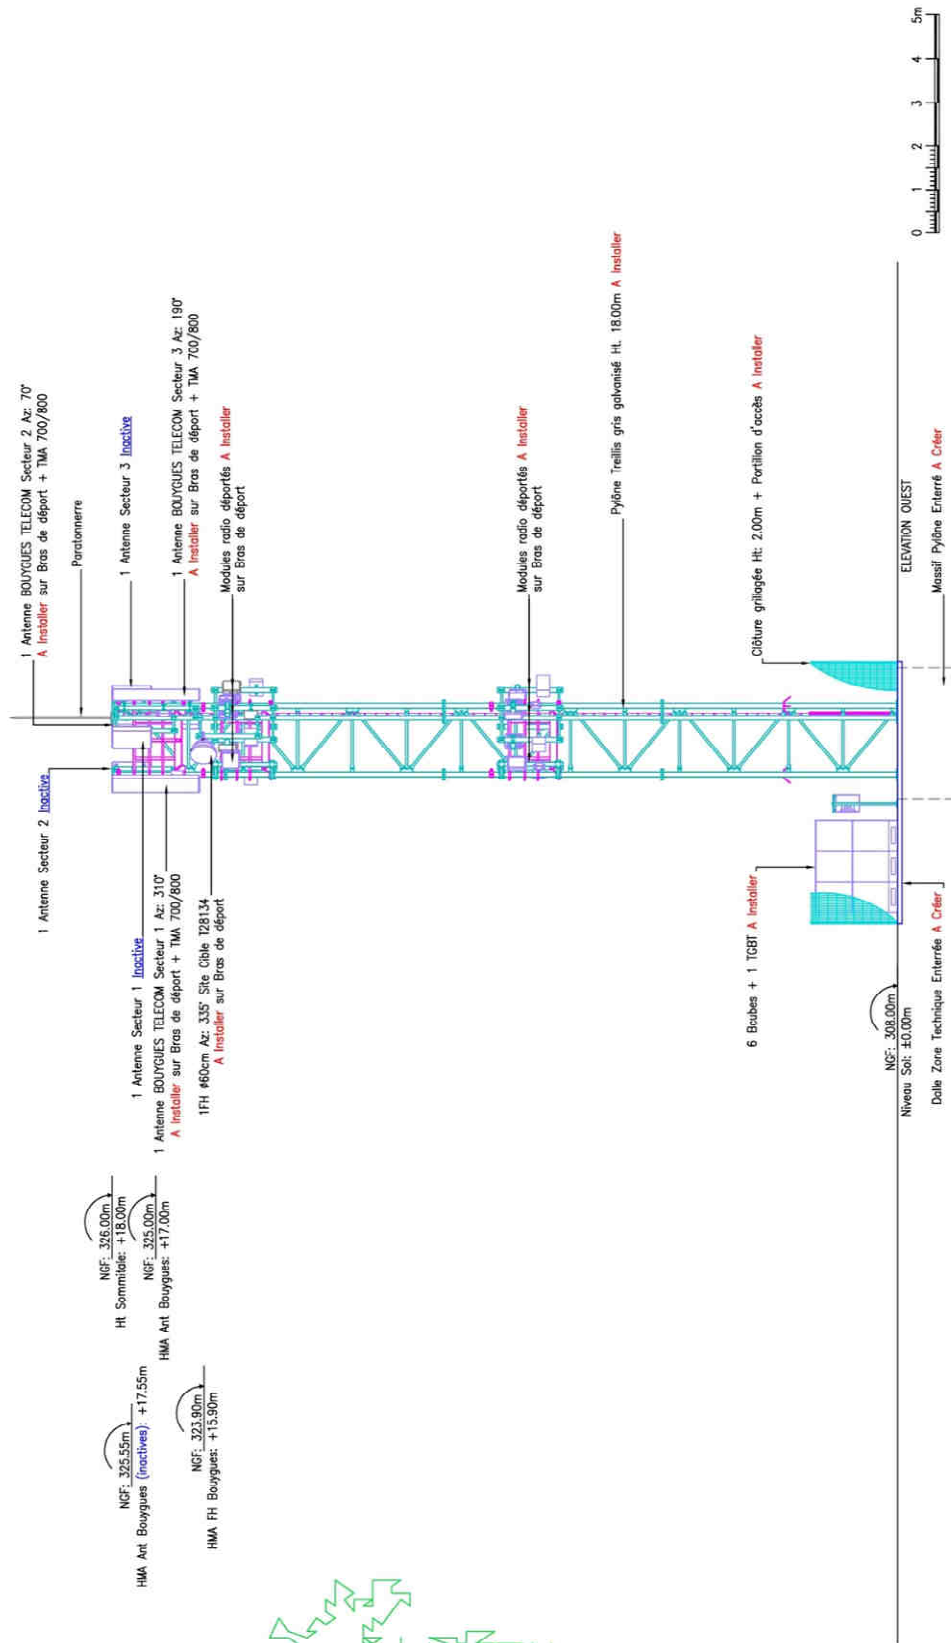 1 Antenne BOUYGUES TELECOM Secteur 2 Az: 70°
A Installer sur Bras de déport + TMA 700/800
Paratonnerre
1 Antenne Secteur 3 Inactive
1 Antenne BOUYGUES TELECOM Secteur 3 Az: 190°
A Installer sur Bras de déport + TMA 700/800
Modules radio déportés A Installer
sur Bras de déport
Modules radio déportés A Installer
sur Bras de déport
Pylône Treillis gris galvanisé Ht. 18.00m A Installer
Clôture grillagée Ht: 2.00m + Portillon d'accès A Installer
ELEVATION OUEST
Massif Pylône Enterré A Créer
0 1 2 3 4 5m
1 Antenne Secteur 2 Inactive
1 Antenne Secteur 1 Inactive
1 Antenne BOUYGUES TELECOM Secteur 1 Az: 310°
A Installer sur Bras de déport + TMA 700/800
1FH ø60cm Az: 335° Site Cible T28134
A Installer sur Bras de déport
6 Boubes + 1 TGBT A Installer
NGF: 308.00m
Niveau Sol: ±0.00m
Dalle Zone Technique Enterrée A Créer
NGF: 326.00m
Ht Sommitale: +18.00m
NGF: 325.00m
HMA Ant Bouygues: +17.00m
NGF: 325.55m
HMA Ant Bouygues (inactives): +17.55m
NGF: 323.90m
HMA FH Bouygues: +15.90m